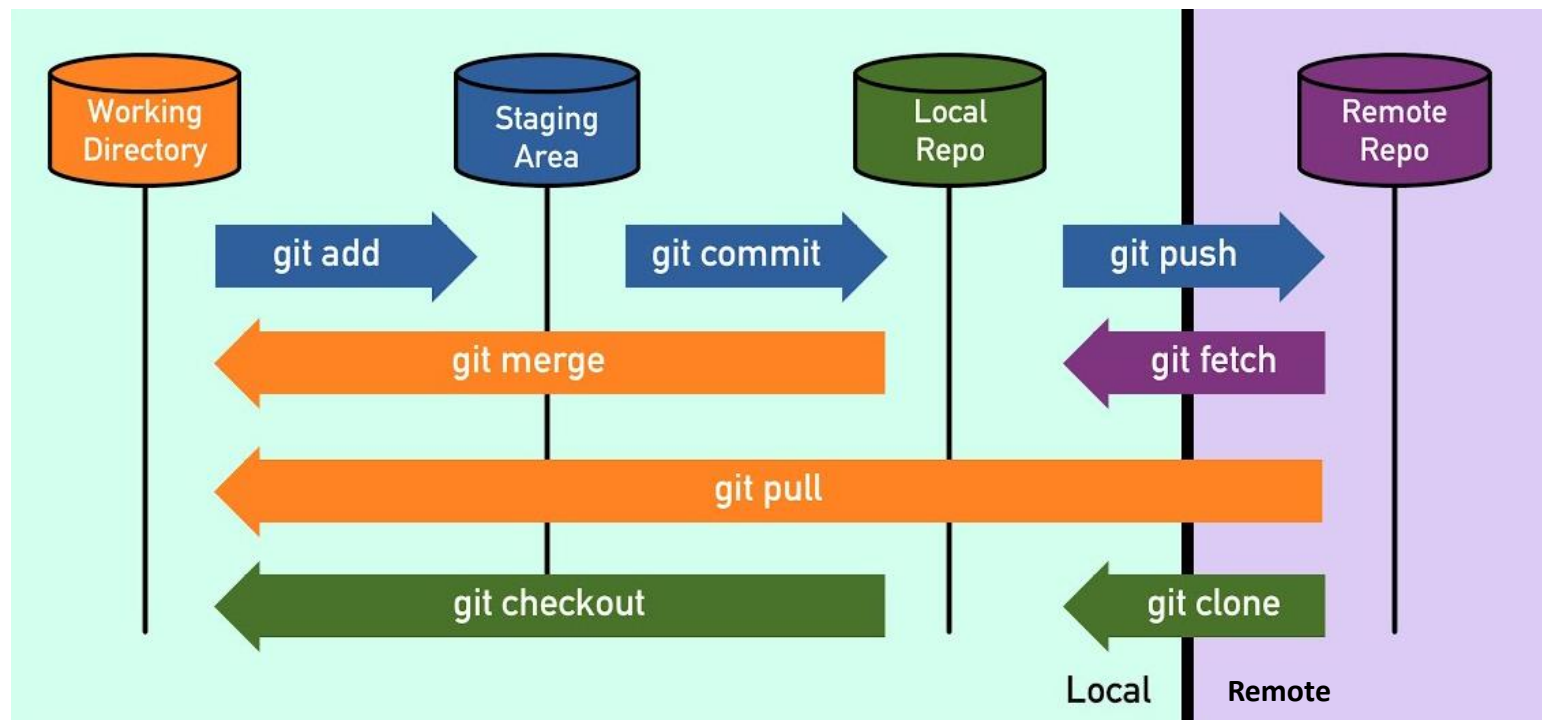 Working
Directory
Staging
Area
Local
Repo
Remote
Repo
git add
git commit
git push
git merge
git fetch
git pull
git checkout
git clone
Local
Remote